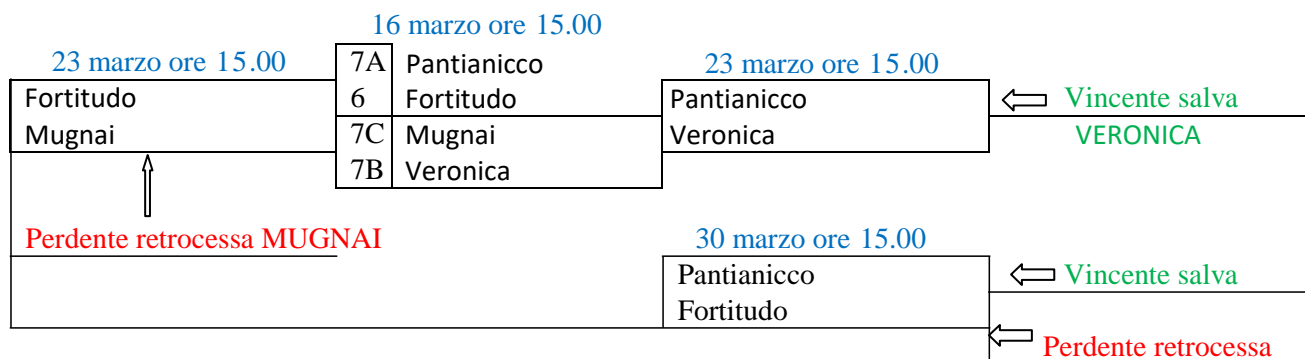 16 marzo ore 15.00
23 marzo ore 15.00
7A Pantianicco
23 marzo ore 15.00
Fortitudo
6 Fortitudo
Pantianicco
Vincente salva
Mugnai
7C Mugnai
Veronica
VERONICA
7B Veronica
Perdente retrocessa MUGNAI
30 marzo ore 15.00
Pantianicco
Vincente salva
Fortitudo
Perdente retrocessa